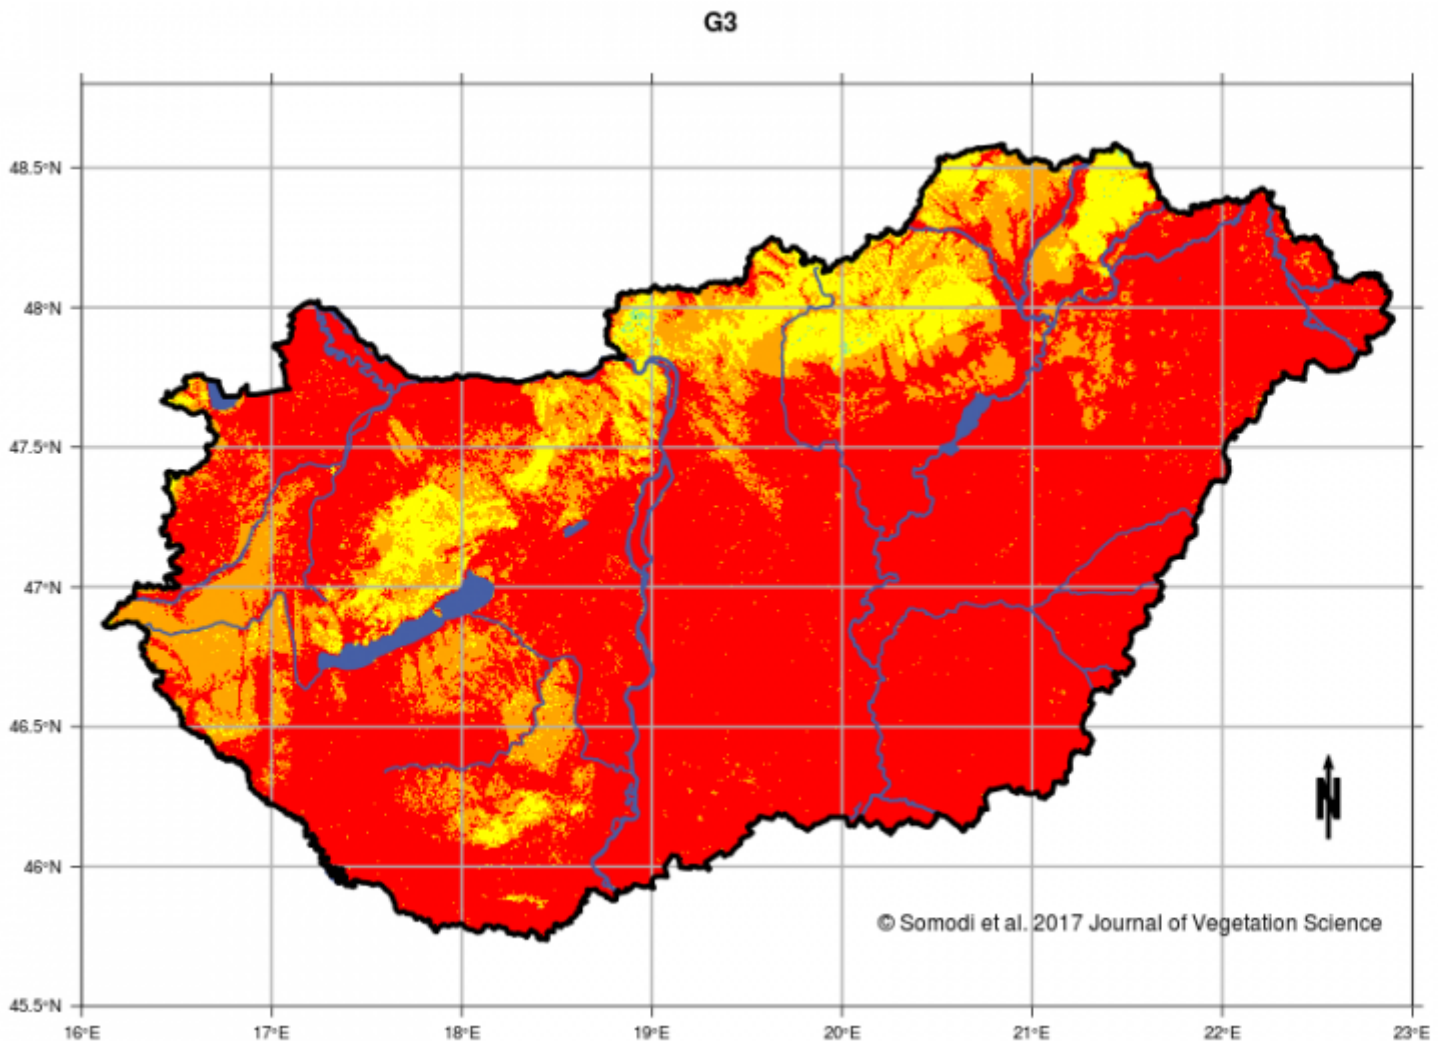 G3
48.5°N
48°N
47.5°N
47°N
46.5°N
46°N
45.5°N
N
© Somodi et al. 2017 Journal of Vegetation Science
16°E 17°E 18°E 19°E 20°E 21°E 22°E 23°E